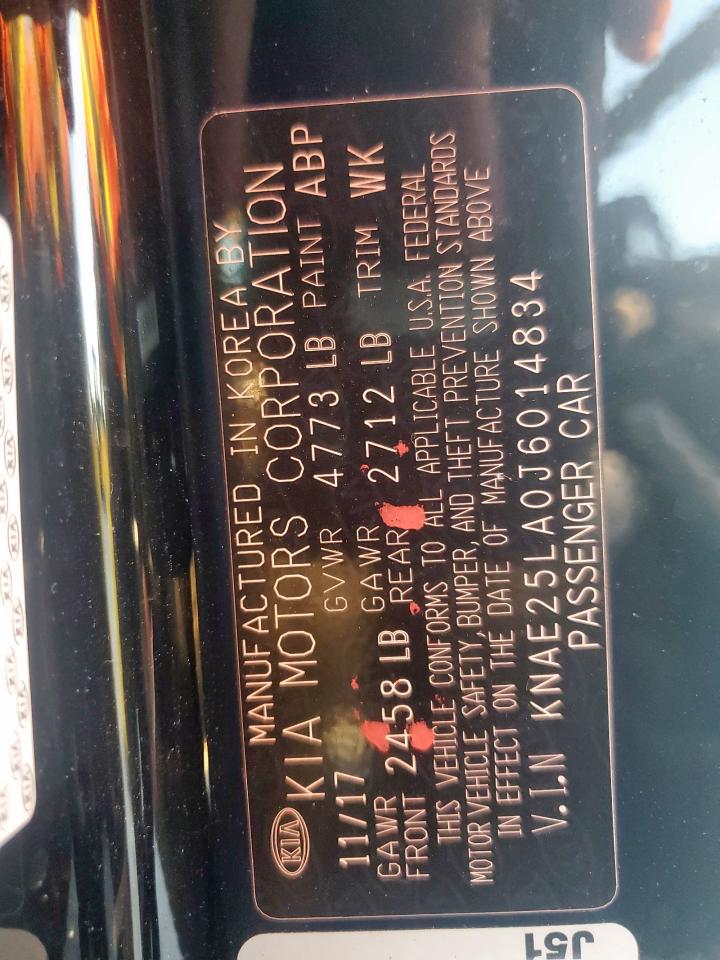 MANUFACTURED IN KOREA BY
KIA KIA MOTORS CORPORATION
11/17 GVWR 4773 LB PAINT ABP
GAWR FRONT 2458 LB GAWR REAR 2712 LB TRIM WK
THIS VEHICLE CONFORMS TO ALL APPLICABLE U.S.A. FEDERAL
MOTOR VEHICLE SAFETY, BUMPER, AND THEFT PREVENTION STANDARDS
IN EFFECT ON THE DATE OF MANUFACTURE SHOWN ABOVE
V.I.N KNAE25LA0J6014834
PASSENGER CAR
J51